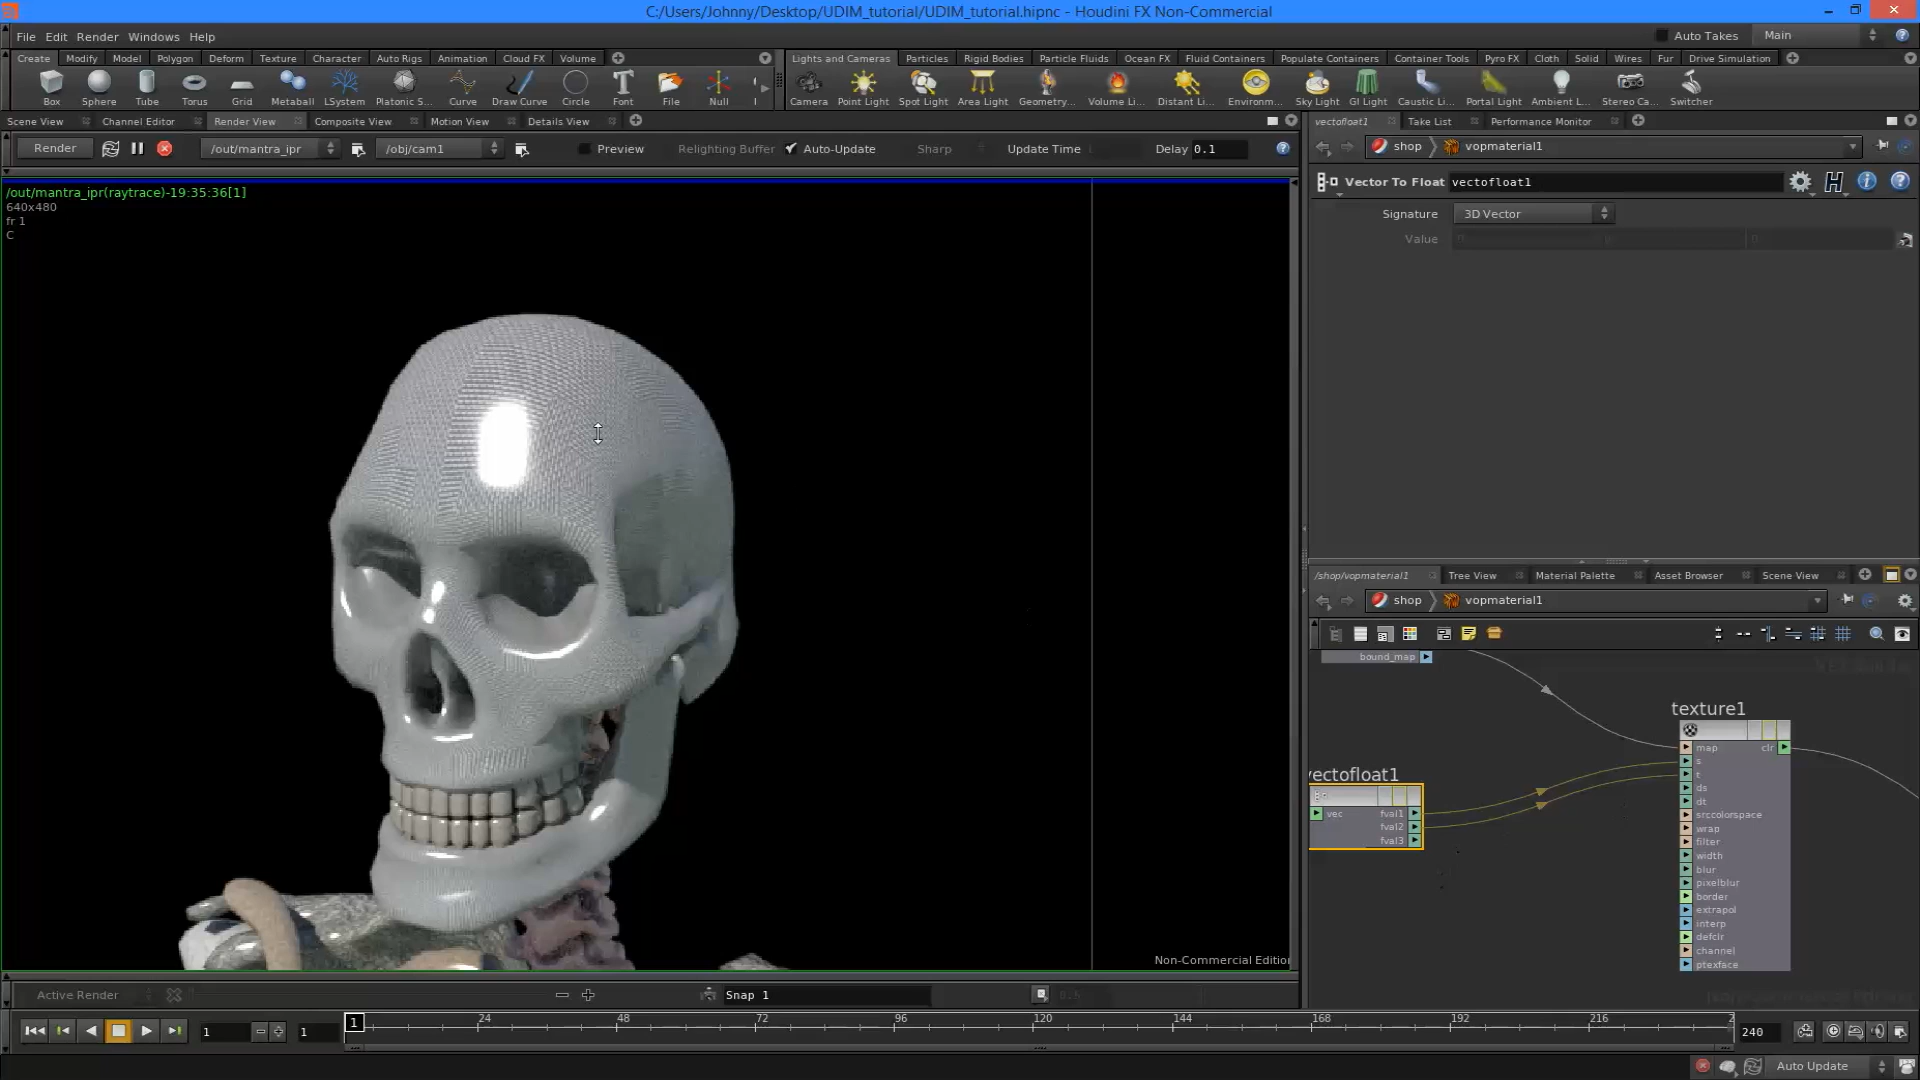 C:/Users/Johnny/Desktop/UDIM_tutorial/UDIM_tutorial.hipnc - Houdini FX Non-Commercial
File Edit Render Windows Help
Auto Takes Main
Create Modify Model Polygon Deform Texture Character Auto Rigs Animation Cloud FX Volume
Lights and Cameras Particles Rigid Bodies Particle Fluids Ocean FX Fluid Containers Populate Containers Container Tools Pyro FX Cloth Solid Wires Fur Drive Simulation
Box Sphere Tube Torus Grid Metaball LSystem Platonic S... Curve Draw Curve Circle Font File Null
Camera Point Light Spot Light Area Light Geometry... Volume Li... Distant Li... Environm... Sky Light GI Light Caustic Li... Portal Light Ambient L... Stereo Ca... Switcher
Scene View Channel Editor Render View Composite View Motion View Details View
vectofloat1 Take List Performance Monitor
Render /out/mantra_ipr /obj/cam1 Preview Relighting Buffer Auto-Update Sharp Update Time Delay 0.1
shop vopmaterial1
Vector To Float vectofloat1
Signature 3D Vector
Value
/out/mantra_ipr(raytrace)-19:35:36[1]
640x480
fr 1
C
Non-Commercial Editio
/shop/vopmaterial1 Tree View Material Palette Asset Browser Scene View
shop vopmaterial1
bound_map
texture1
map clr
s
t
ds
dt
srccolorspace
wrap
filter
width
blur
pixelblur
border
extrapol
interp
defclr
channel
ptexface
vectofloat1
vec fval1
fval2
fval3
Active Render Snap 1
1 1 1 24 48 72 96 120 144 168 192 216 2 240
Auto Update